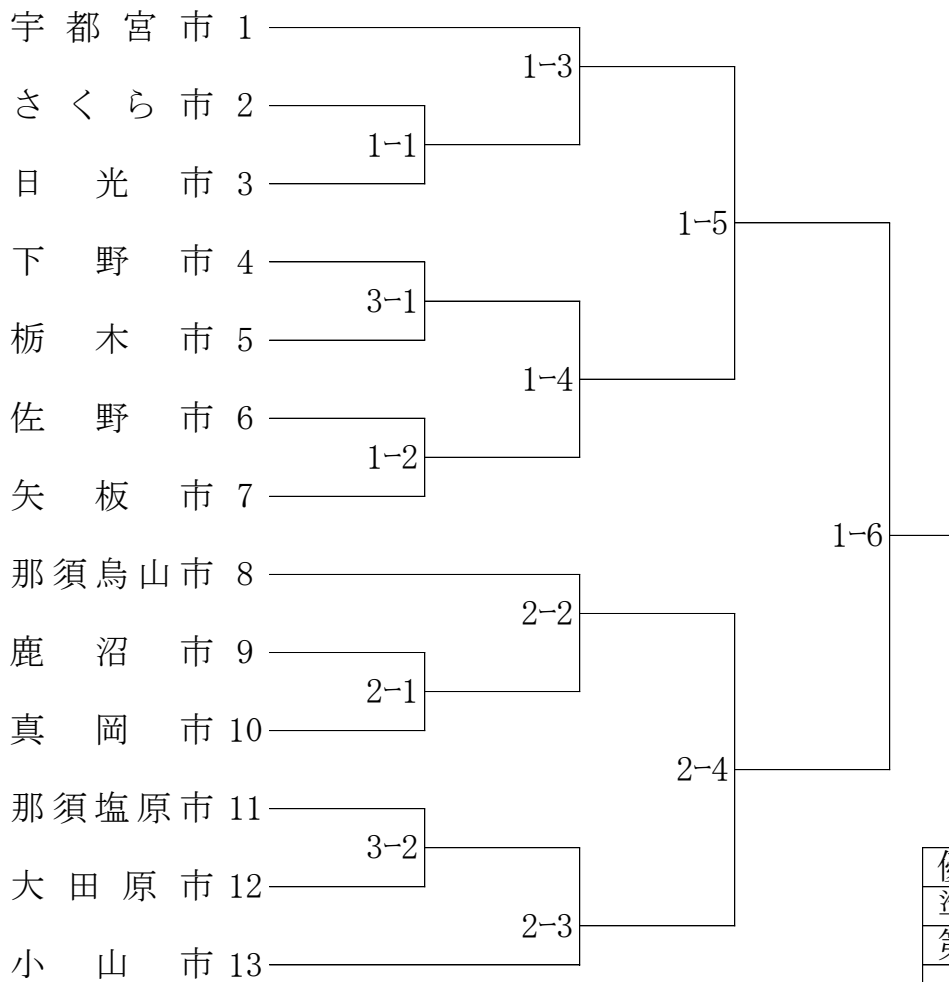 宇都宮市 1
1-3
さくら市 2
1-1
日光市 3
1-5
下野市 4
3-1
栃木市 5
1-4
佐野市 6
1-2
矢板市 7
1-6
那須烏山市 8
2-2
鹿沼市 9
2-1
真岡市 10
2-4
那須塩原市 11
3-2
大田原市 12
2-3
小山市 13